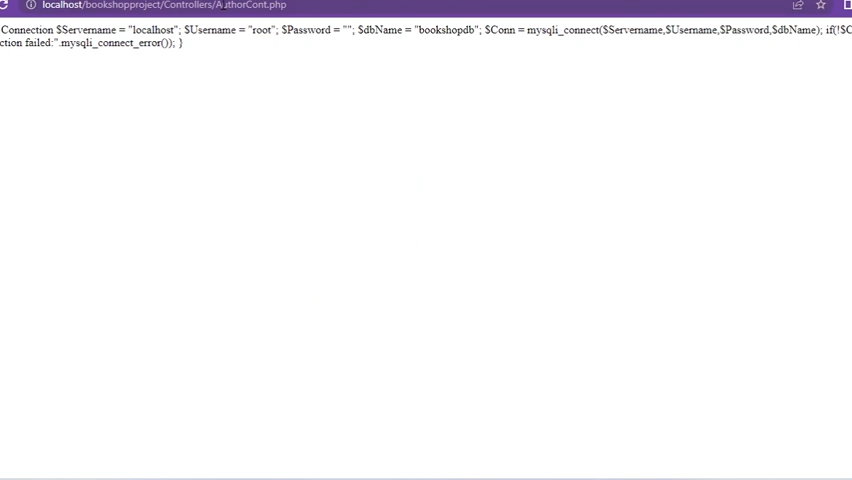 localhost/bookshopproject/Controllers/AuthorCont.php
Connection $Servername = "localhost"; $Username = "root"; $Password = ""; $dbName = "bookshopdb"; $Conn = mysqli_connect($Servername,$Username,$Password,$dbName); if(!$C
ction failed:".mysqli_connect_error()); }